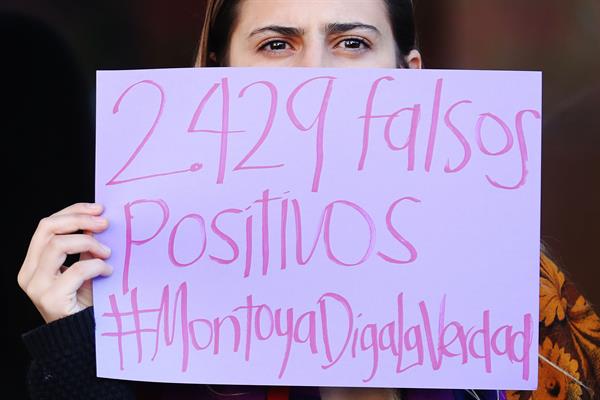 2.429 falsos
positivos
#MontoyaDigaLaVerdad